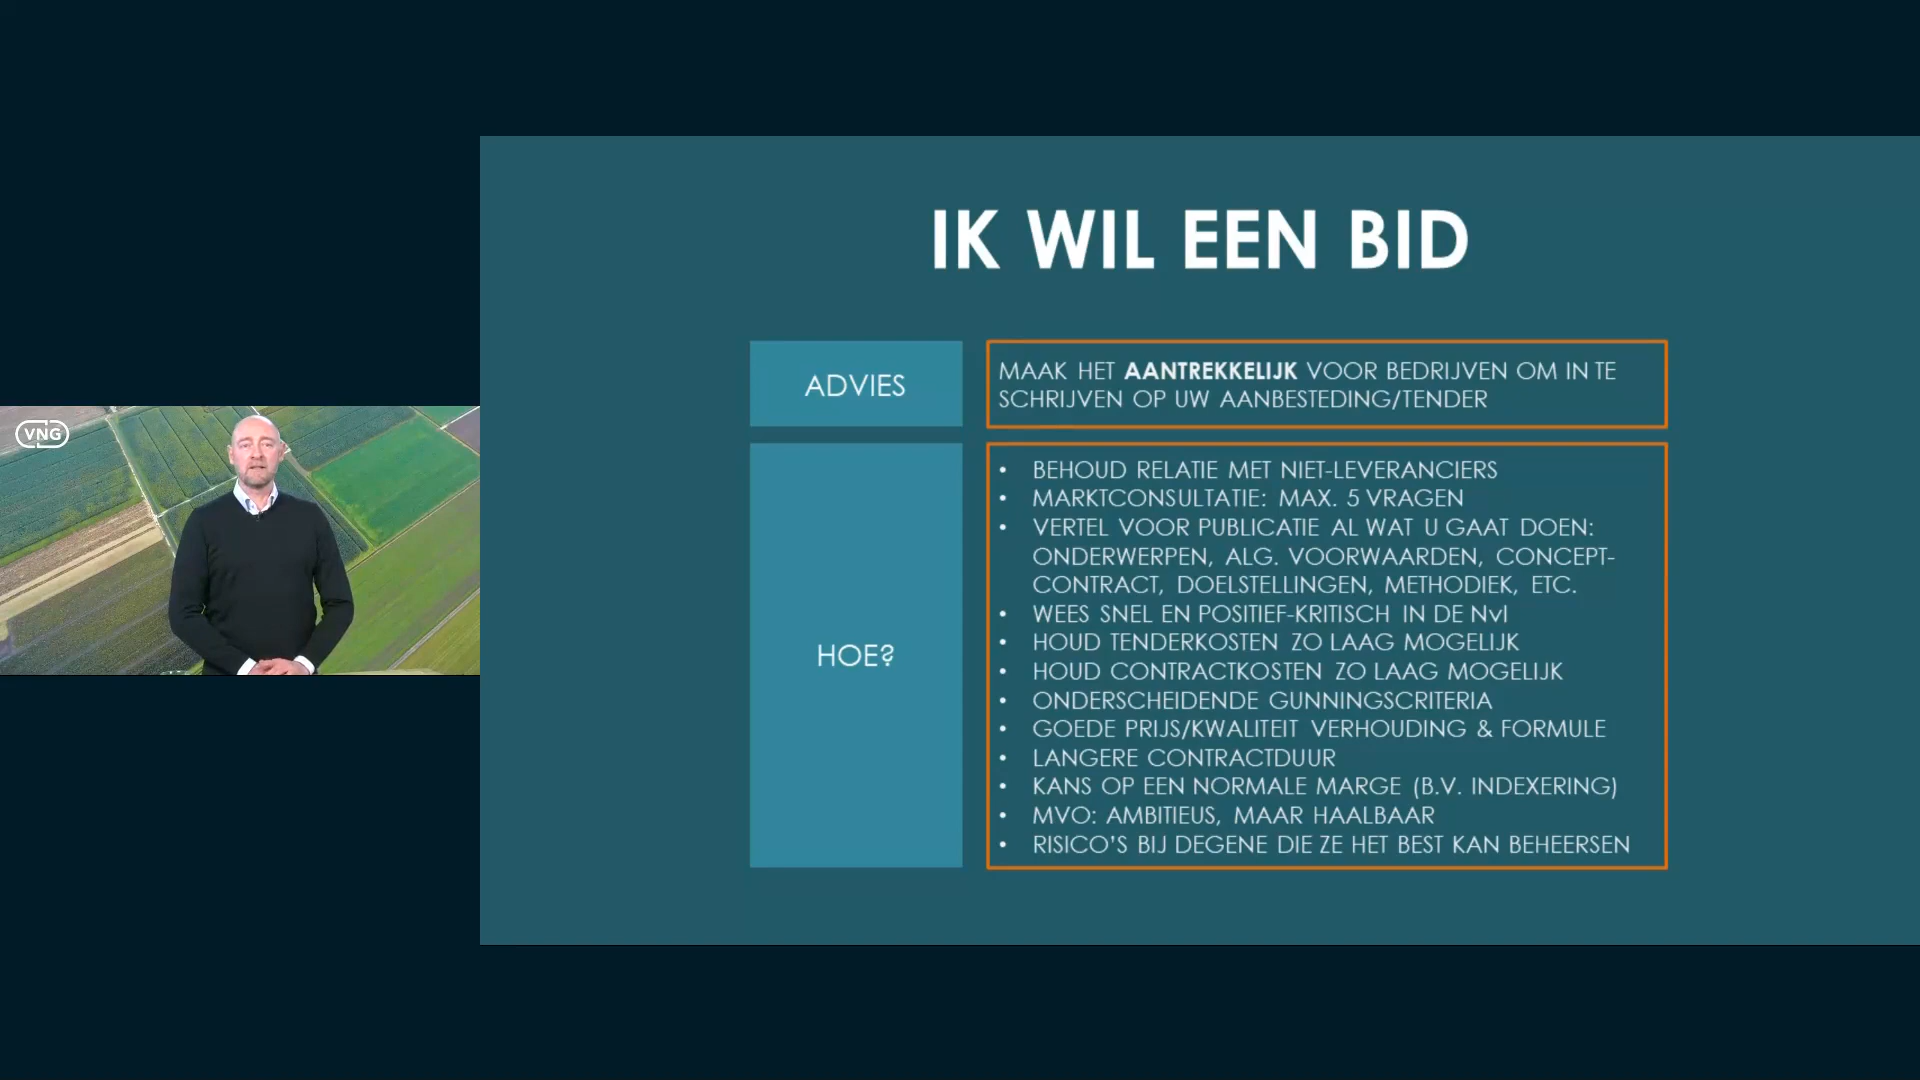 IK WIL EEN BID
ADVIES
MAAK HET AANTREKKELIJK VOOR BEDRIJVEN OM IN TE
SCHRIJVEN OP UW AANBESTEDING/TENDER
HOE?
• BEHOUD RELATIE MET NIET-LEVERANCIERS
• MARKTCONSULTATIE: MAX. 5 VRAGEN
• VERTEL VOOR PUBLICATIE AL WAT U GAAT DOEN:
ONDERWERPEN, ALG. VOORWAARDEN, CONCEPT-
CONTRACT, DOELSTELLINGEN, METHODIEK, ETC.
• WEES SNEL EN POSITIEF-KRITISCH IN DE NvI
• HOUD TENDERKOSTEN ZO LAAG MOGELIJK
• HOUD CONTRACTKOSTEN ZO LAAG MOGELIJK
• ONDERSCHEIDENDE GUNNINGSCRITERIA
• GOEDE PRIJS/KWALITEIT VERHOUDING & FORMULE
• LANGERE CONTRACTDUUR
• KANS OP EEN NORMALE MARGE (B.V. INDEXERING)
• MVO: AMBITIEUS, MAAR HAALBAAR
• RISICO'S BIJ DEGENE DIE ZE HET BEST KAN BEHEERSEN
VNG